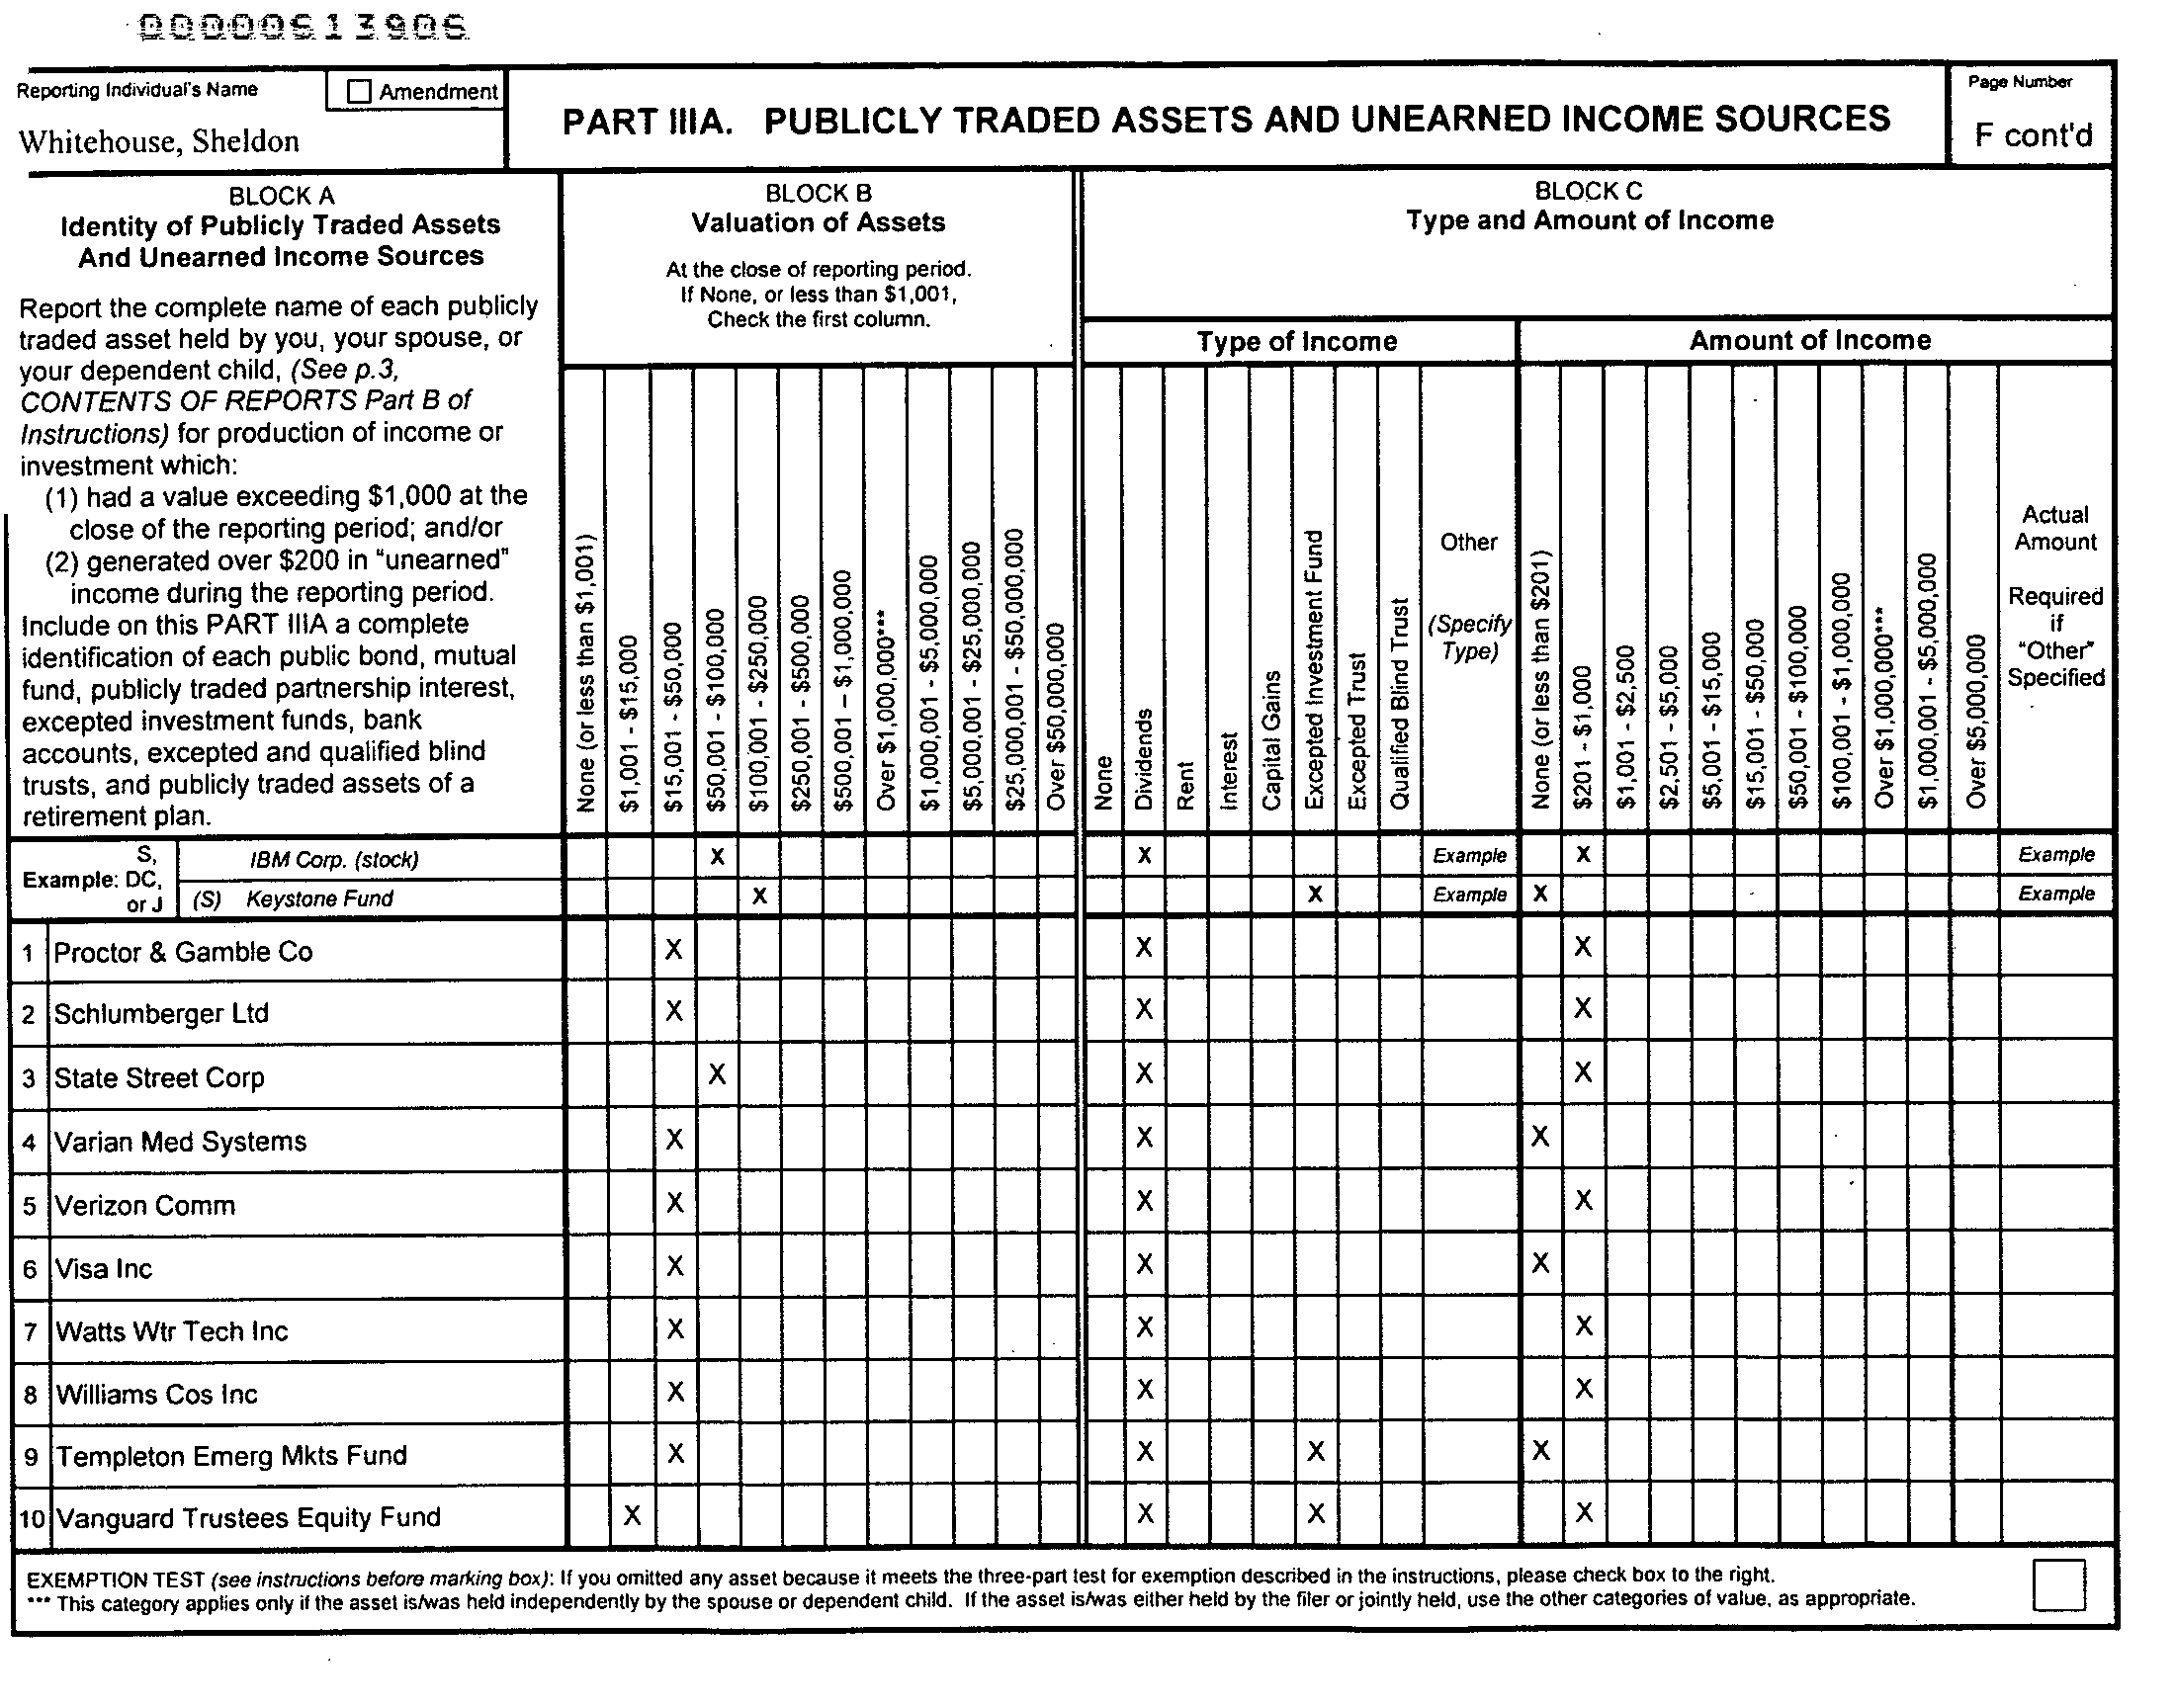 00000613906
Reporting Individual's Name
Amendment
Whitehouse, Sheldon
PART IIIA. PUBLICLY TRADED ASSETS AND UNEARNED INCOME SOURCES
Page Number
F cont'd
BLOCK A
Identity of Publicly Traded Assets
And Unearned Income Sources
Report the complete name of each publicly
traded asset held by you, your spouse, or
your dependent child, (See p.3,
CONTENTS OF REPORTS Part B of
Instructions) for production of income or
investment which:
(1) had a value exceeding $1,000 at the
close of the reporting period; and/or
(2) generated over $200 in "unearned"
income during the reporting period.
Include on this PART IIIA a complete
identification of each public bond, mutual
fund, publicly traded partnership interest,
excepted investment funds, bank
accounts, excepted and qualified blind
trusts, and publicly traded assets of a
retirement plan.
BLOCK B
Valuation of Assets
At the close of reporting period.
If None, or less than $1,001,
Check the first column.
None (or less than $1,001)
$1,001 - $15,000
$15,001 - $50,000
$50,001 - $100,000
$100,001 - $250,000
$250,001 - $500,000
$500,001 – $1,000,000
Over $1,000,000***
$1,000,001 - $5,000,000
$5,000,001 - $25,000,000
$25,000,001 - $50,000,000
Over $50,000,000
BLOCK C
Type and Amount of Income
Type of Income
None
Dividends
Rent
Interest
Capital Gains
Excepted Investment Fund
Excepted Trust
Qualified Blind Trust
Other
(Specify
Type)
Amount of Income
None (or less than $201)
$201 - $1,000
$1,001 - $2,500
$2,501 - $5,000
$5,001 - $15,000
$15,001 - $50,000
$50,001 - $100,000
$100,001 - $1,000,000
Over $1,000,000***
$1,000,001 - $5,000,000
Over $5,000,000
Actual
Amount
Required
if
"Other"
Specified
Example:
S,
DC,
or J
IBM Corp. (stock) X X Example X Example
(S) Keystone Fund X X Example X Example
1 Proctor & Gamble Co X X X
2 Schlumberger Ltd X X X
3 State Street Corp X X X
4 Varian Med Systems X X X
5 Verizon Comm X X X
6 Visa Inc X X X
7 Watts Wtr Tech Inc X X X
8 Williams Cos Inc X X X
9 Templeton Emerg Mkts Fund X X X X
10 Vanguard Trustees Equity Fund X X X X
EXEMPTION TEST (see instructions before marking box): If you omitted any asset because it meets the three-part test for exemption described in the instructions, please check box to the right.
*** This category applies only if the asset is/was held independently by the spouse or dependent child. If the asset is/was either held by the filer or jointly held, use the other categories of value, as appropriate.